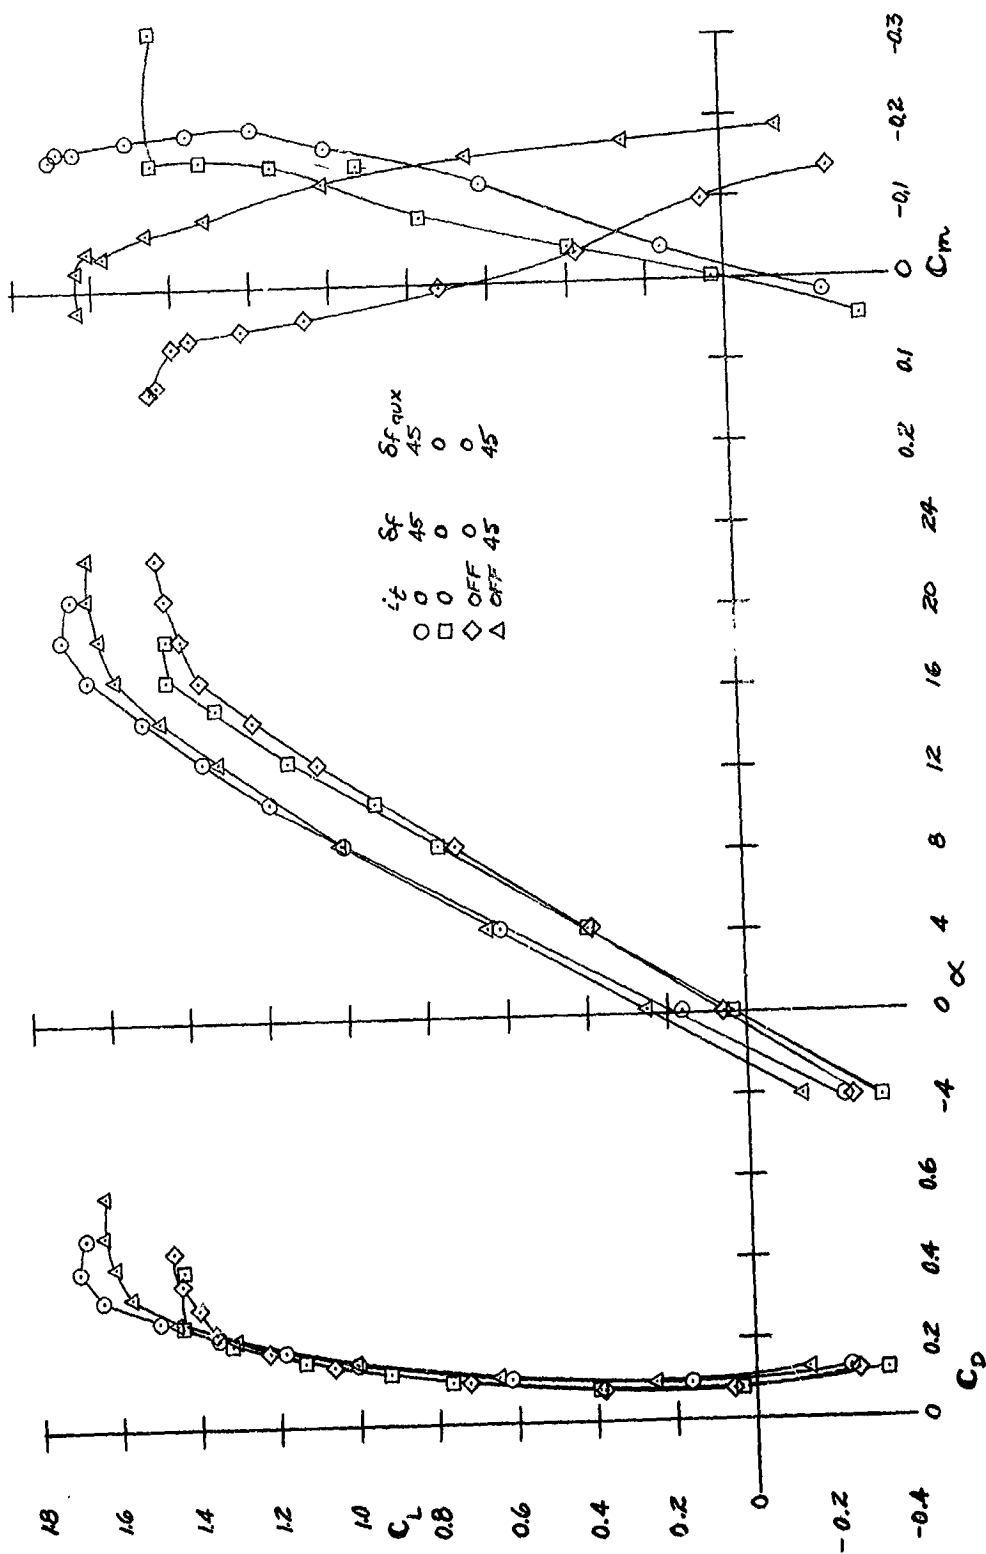 1.8
1.6
1.4
1.2
1.0
C_L
0.8
0.6
0.4
0.2
0
-0.2
-0.4
0 0.2 0.4 0.6
C_D
-4 0 4 8 12 16 20 24
α
0.2 0.1 0 -0.1 -0.2 -0.3
C_m
i_t δf δf aux
○ 0 45 45
□ 0 0 0
◇ OFF 0 0
△ OFF 45 45